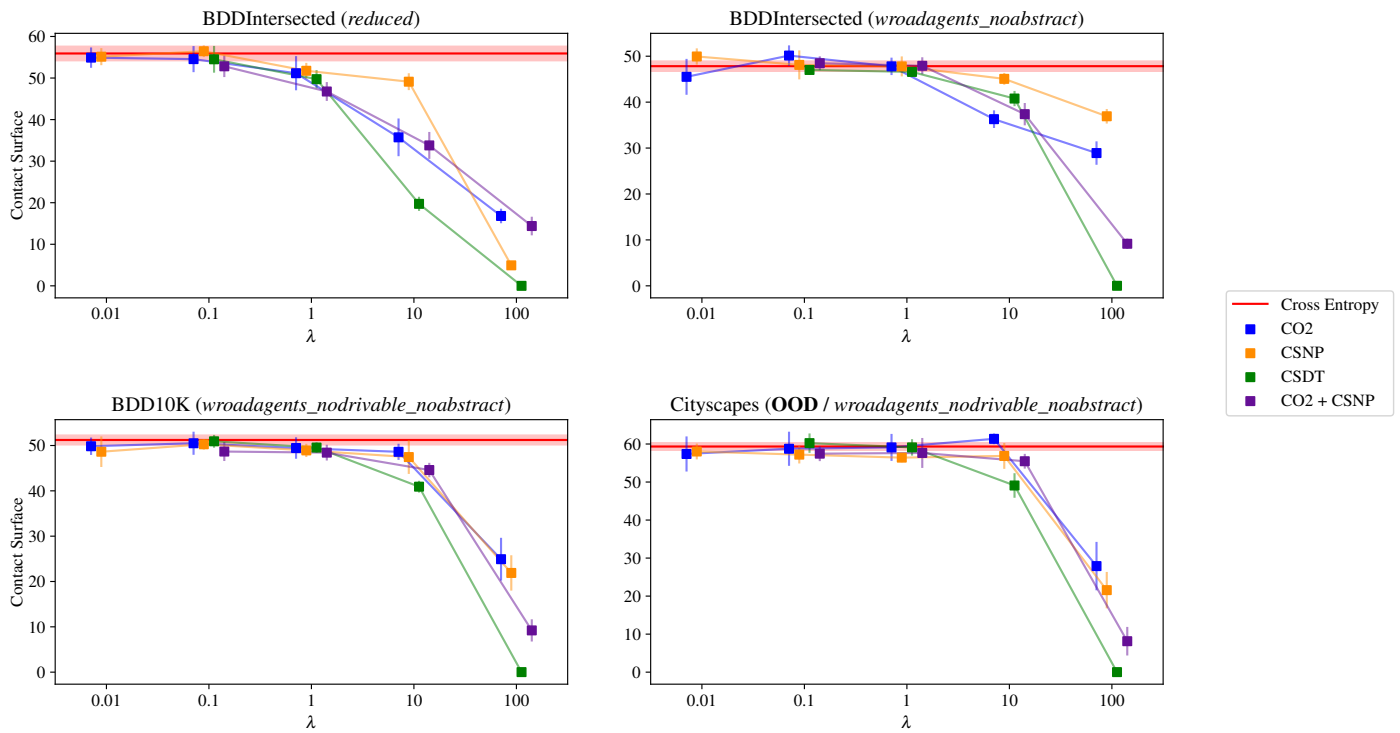 BDDIntersected (reduced)
Contact Surface
60
50
40
30
20
10
0
0.01 0.1 1 10 100
λ
BDDIntersected (wroadagents_noabstract)
50
40
30
20
10
0
0.01 0.1 1 10 100
λ
Cross Entropy
CO2
CSNP
CSDT
CO2 + CSNP
BDD10K (wroadagents_nodrivable_noabstract)
Contact Surface
50
40
30
20
10
0
0.01 0.1 1 10 100
λ
Cityscapes (OOD / wroadagents_nodrivable_noabstract)
60
50
40
30
20
10
0
0.01 0.1 1 10 100
λ